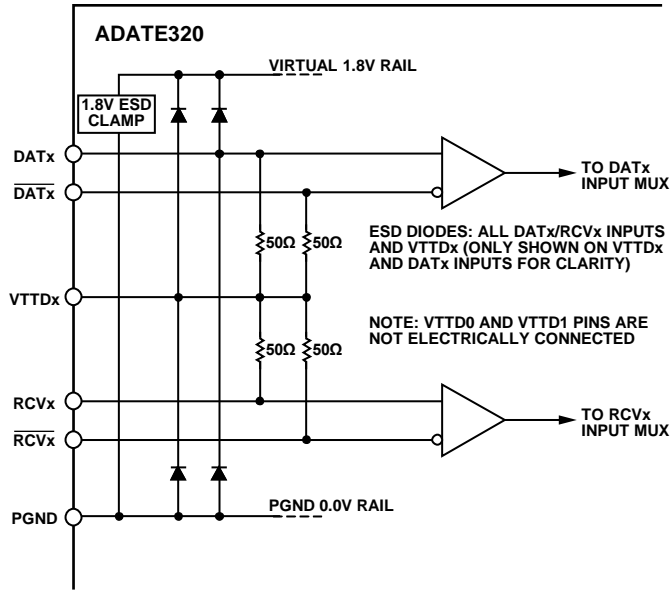 ADATE320
VIRTUAL 1.8V RAIL
1.8V ESD
CLAMP
DATx
DATx
TO DATx
INPUT MUX
50Ω
50Ω
ESD DIODES: ALL DATx/RCVx INPUTS
AND VTTDx (ONLY SHOWN ON VTTDx
AND DATx INPUTS FOR CLARITY)
VTTDx
NOTE: VTTD0 AND VTTD1 PINS ARE
NOT ELECTRICALLY CONNECTED
50Ω
50Ω
RCVx
RCVx
TO RCVx
INPUT MUX
PGND 0.0V RAIL
PGND